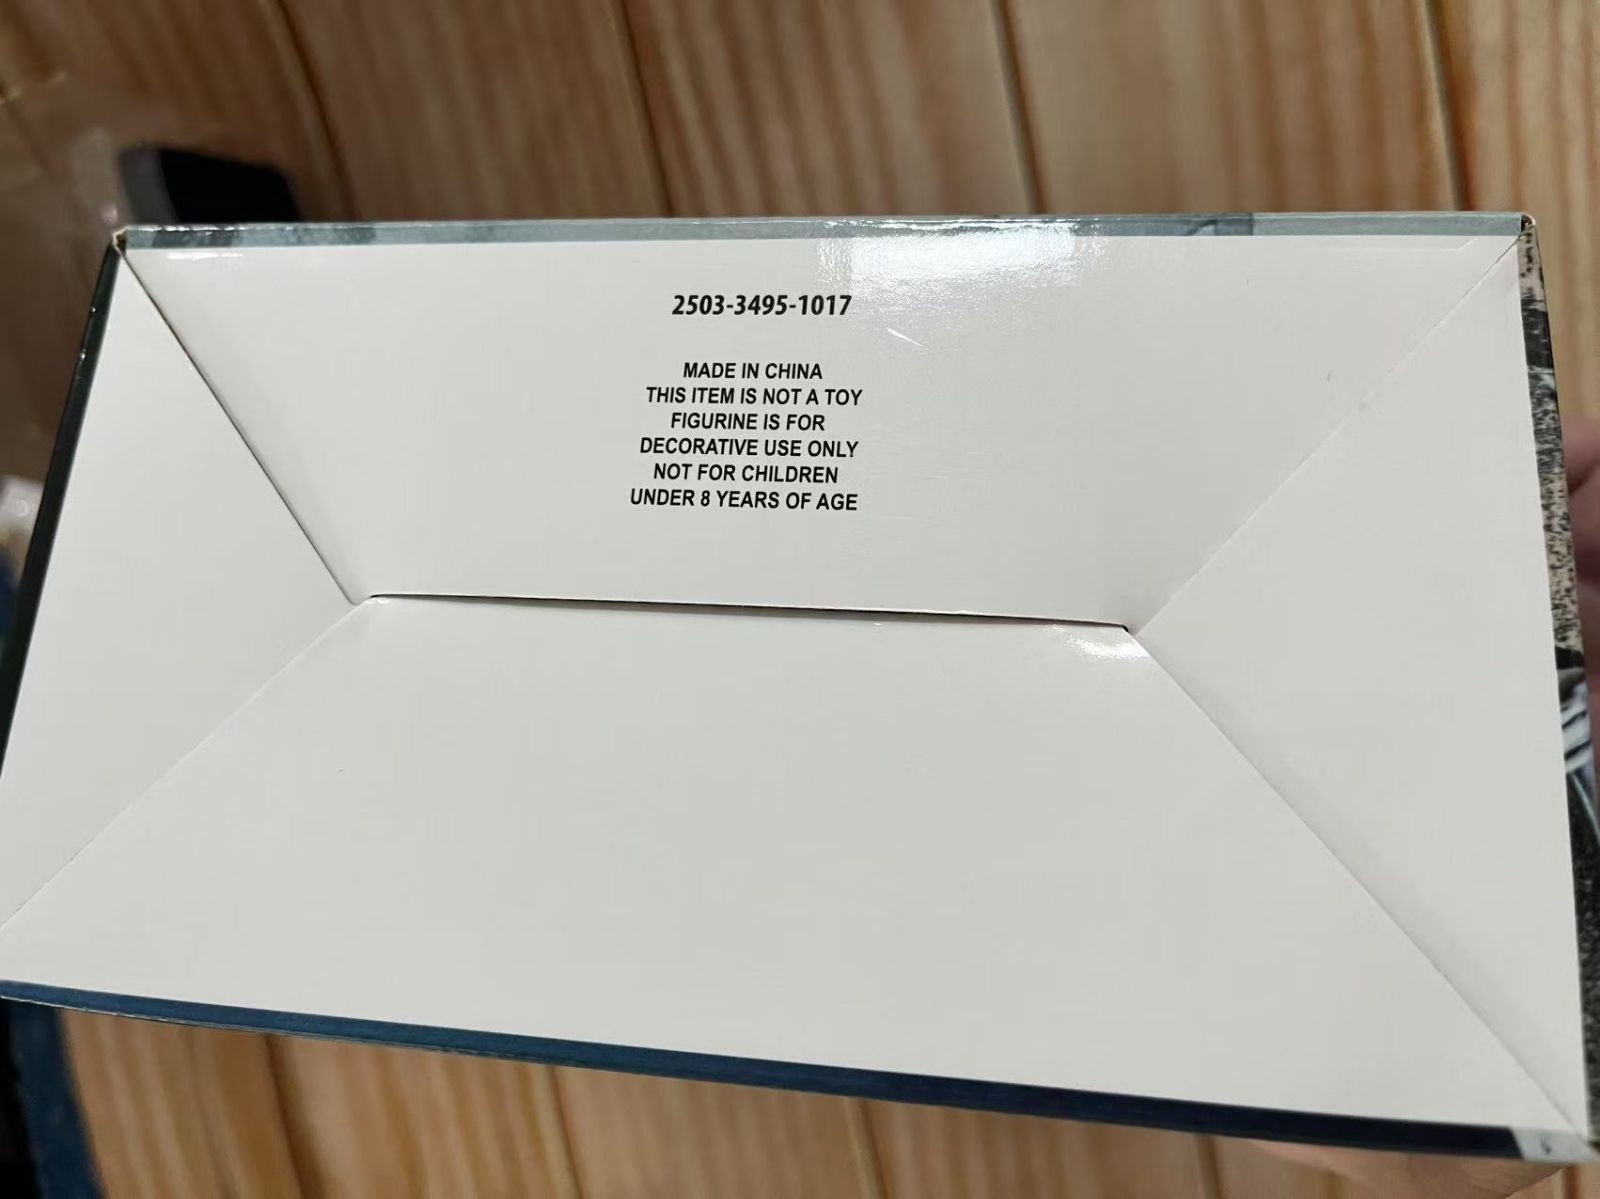 2503-3495-1017
MADE IN CHINA
THIS ITEM IS NOT A TOY
FIGURINE IS FOR
DECORATIVE USE ONLY
NOT FOR CHILDREN
UNDER 8 YEARS OF AGE